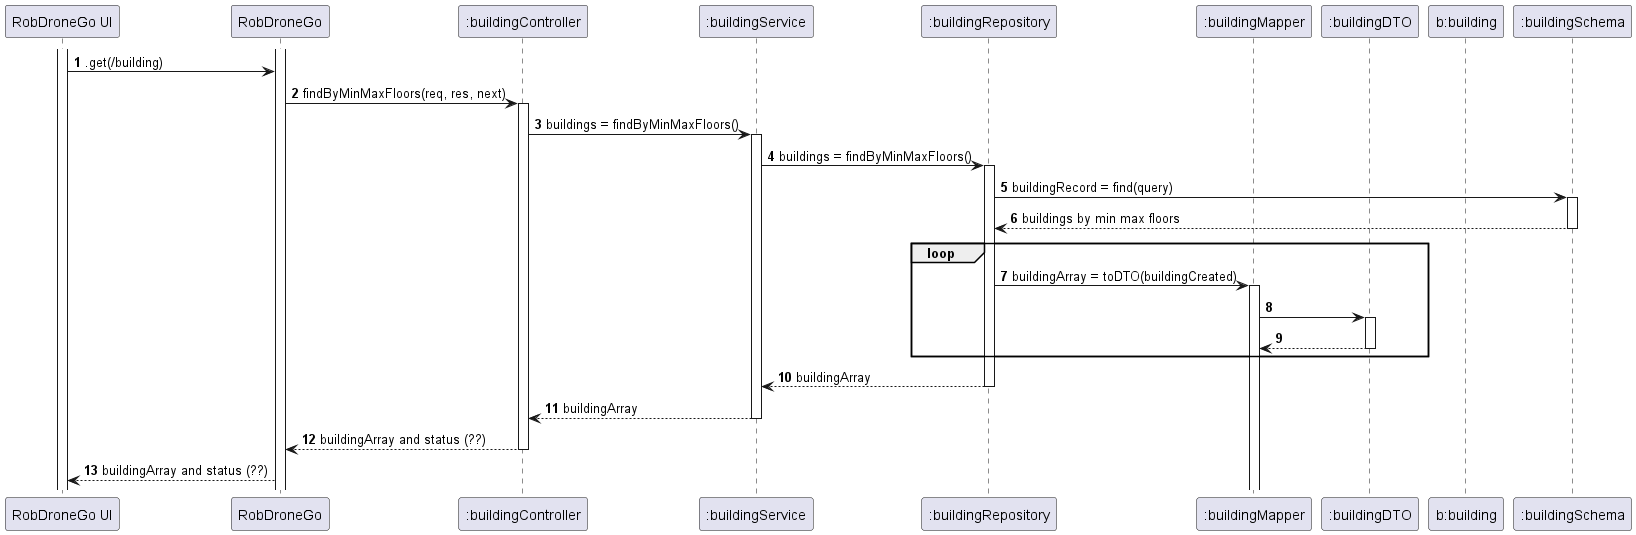 RobDroneGo UI
RobDroneGo
:buildingController
:buildingService
:buildingRepository
:buildingMapper
:buildingDTO
b:building
:buildingSchema
1 .get(/building)
2 findByMinMaxFloors(req, res, next)
3 buildings = findByMinMaxFloors()
4 buildings = findByMinMaxFloors()
5 buildingRecord = find(query)
6 buildings by min max floors
loop
7 buildingArray = toDTO(buildingCreated)
8
9
10 buildingArray
11 buildingArray
12 buildingArray and status (??)
13 buildingArray and status (??)
RobDroneGo UI
RobDroneGo
:buildingController
:buildingService
:buildingRepository
:buildingMapper
:buildingDTO
b:building
:buildingSchema